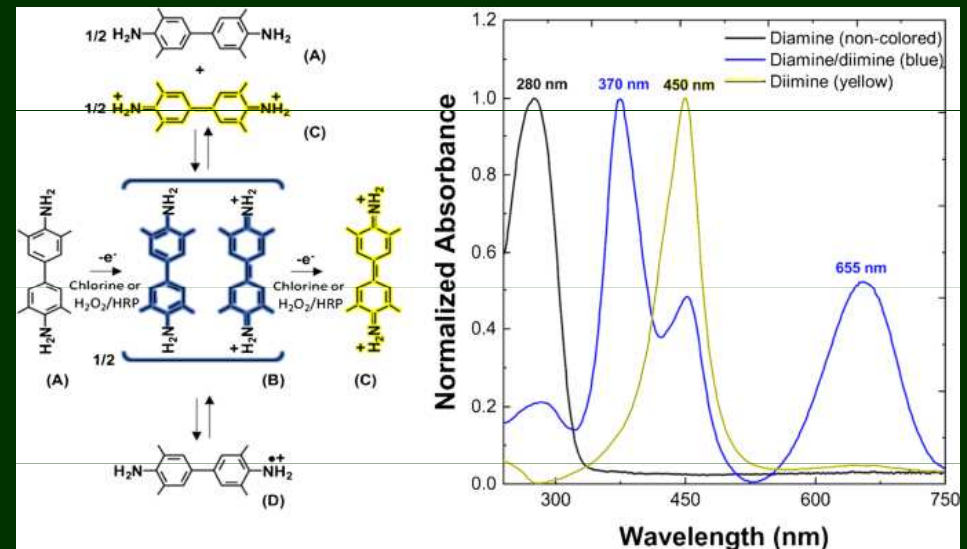 1/2 H₂N NH₂ (A)
+
1/2 H₂N⁺ ⁺NH₂ (C)
NH₂ NH₂ ⁺NH₂ ⁺NH₂
-e⁻ -e⁻
Chlorine or Chlorine or
H₂O₂/HRP H₂O₂/HRP
NH₂ NH₂ ⁺H₂N ⁺H₂N
1/2
(A) (B) (C)
H₂N •+NH₂
(D)
Diamine (non-colored)
Diamine/diimine (blue)
Diimine (yellow)
280 nm 370 nm 450 nm
655 nm
Normalized Absorbance
1.2
1.0
0.8
0.6
0.4
0.2
0.0
300 450 600 750
Wavelength (nm)